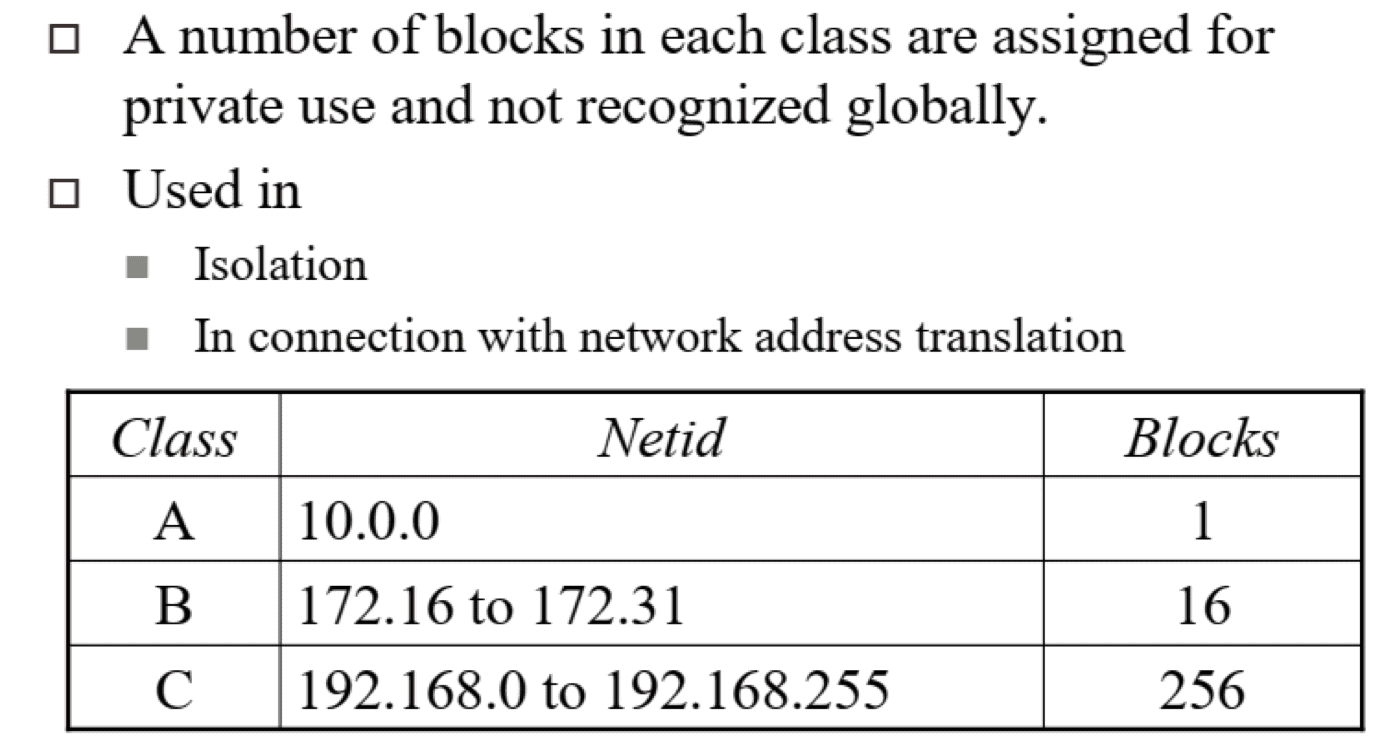 A number of blocks in each class are assigned for
private use and not recognized globally.
Used in
Isolation
In connection with network address translation
Class Netid Blocks
A 10.0.0 1
B 172.16 to 172.31 16
C 192.168.0 to 192.168.255 256